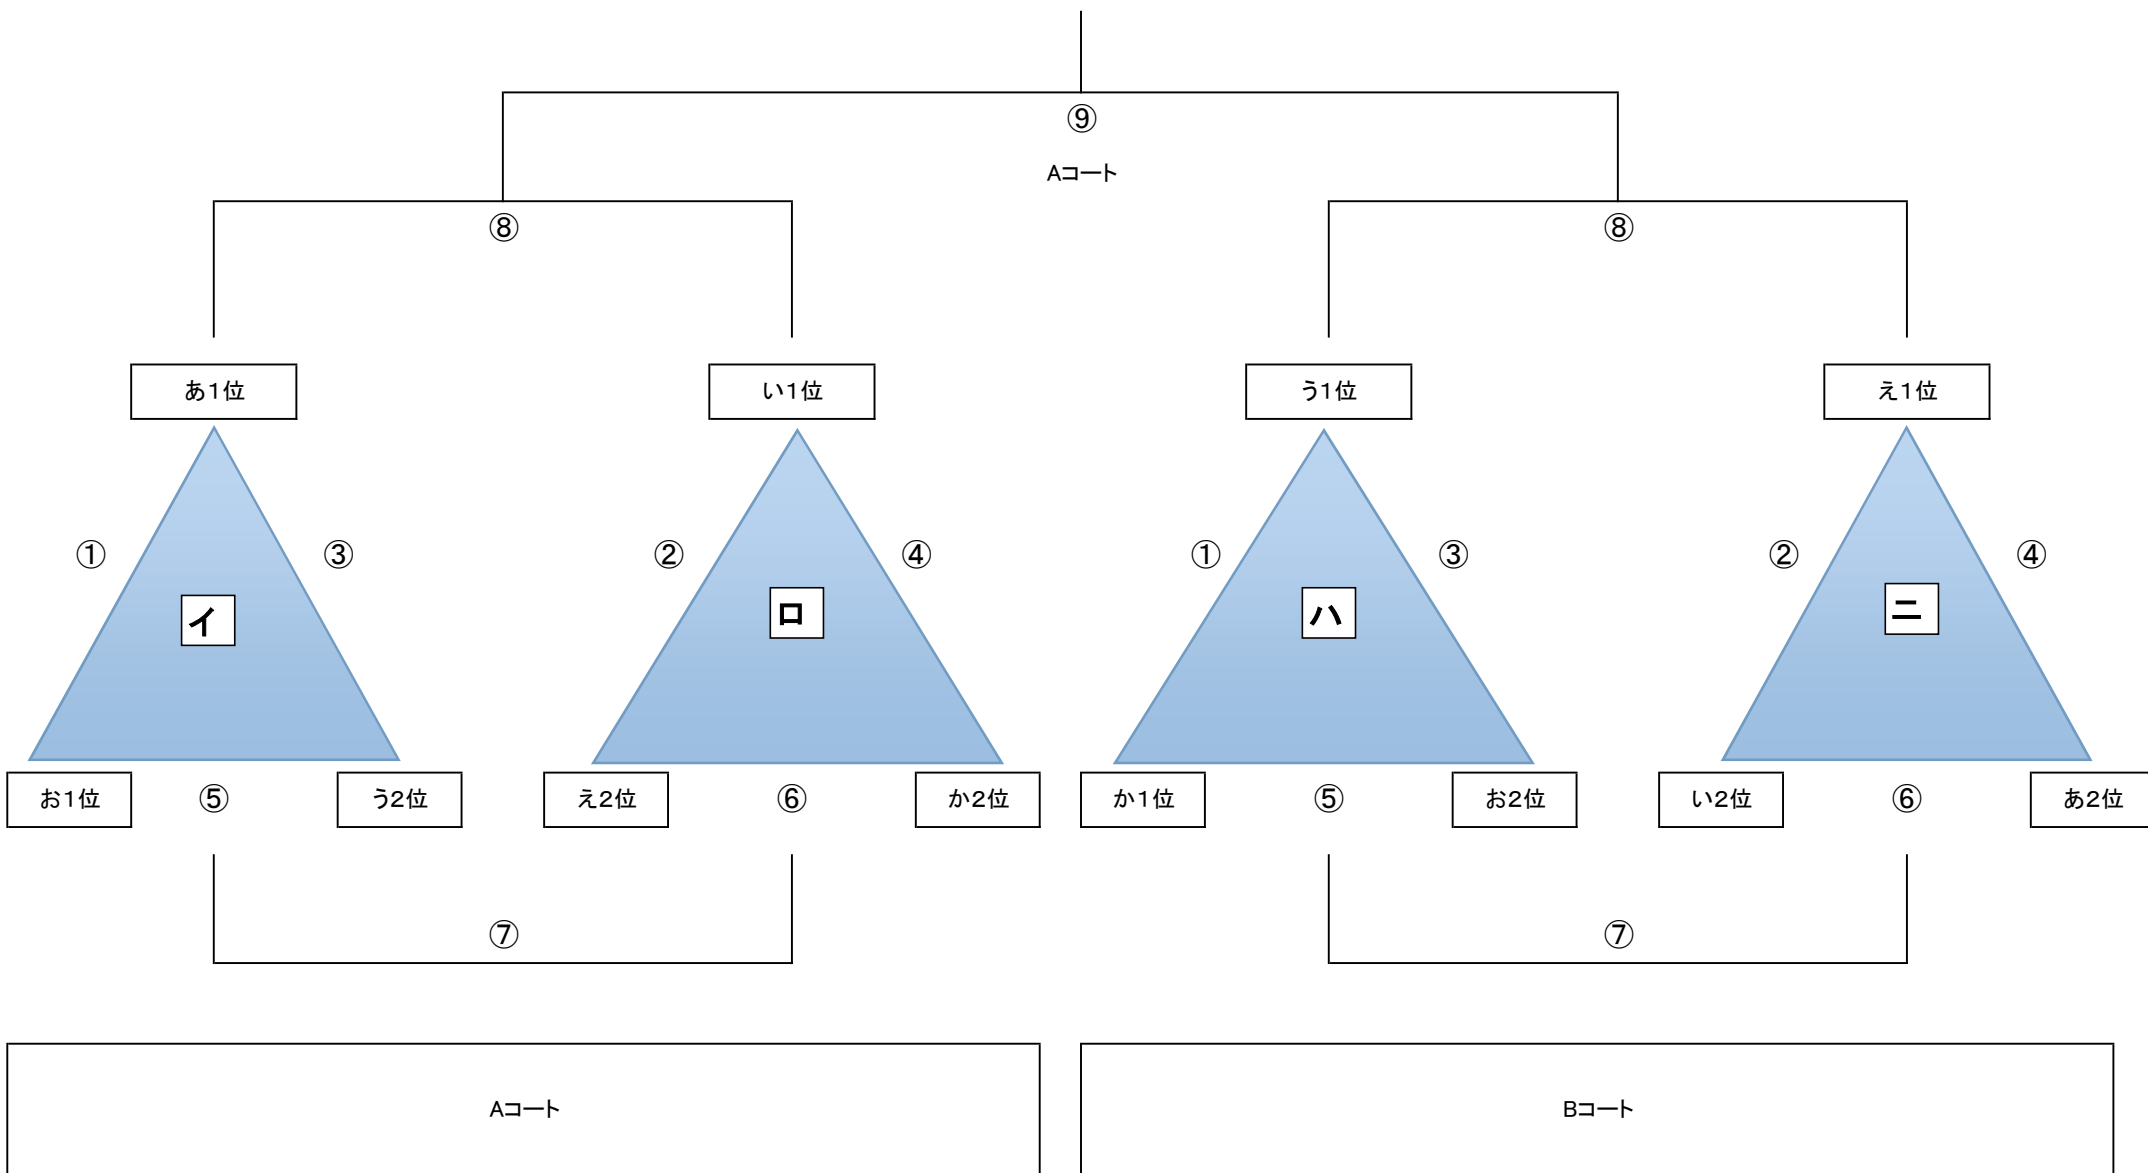 ⑨
Aコート
⑧ ⑧
あ1位 い1位 う1位 え1位
① ③ ② ④ ① ③ ② ④
イ ロ ハ ニ
お1位 ⑤ う2位 え2位 ⑥ か2位 か1位 ⑤ お2位 い2位 ⑥ あ2位
⑦ ⑦
Aコート Bコート